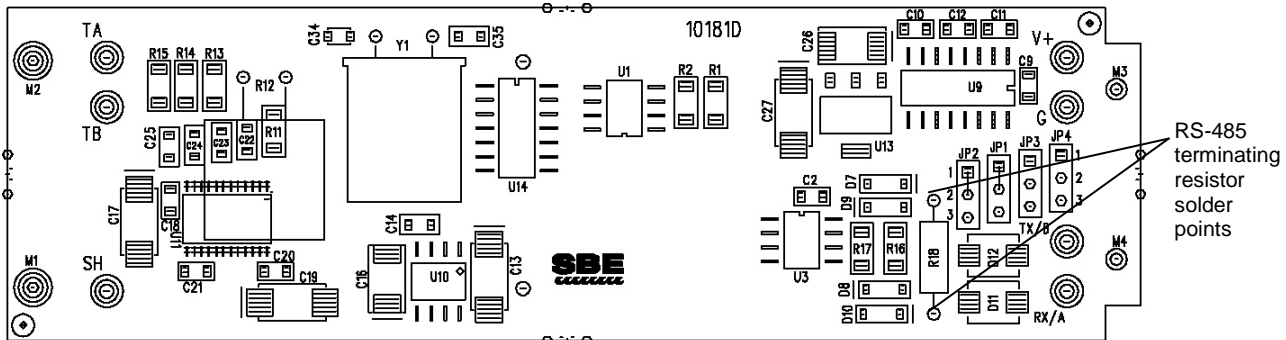 TA
TB
M2
R15
R14
R13
R12
R11
C25
C24
C23
C22
C34
Y1
C35
U14
10181D
U1
R2
R1
C26
C27
U13
C10
C12
C11
U9
C9
V+
G
M3
JP2
JP1
JP3
JP4
1
2
3
1
2
3
TX/B
RS-485
terminating
resistor
solder
points
C17
C18
U11
C21
C20
C19
M1
SH
C14
C16
U10
C13
SBE
C2
U3
D7
D9
R17
R16
R18
D8
D10
D12
D11
RX/A
M4